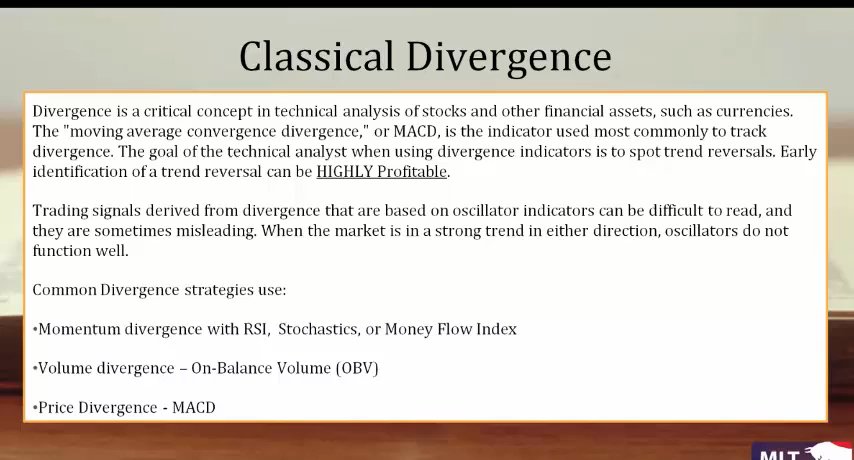 Classical Divergence
Divergence is a critical concept in technical analysis of stocks and other financial assets, such as currencies.
The "moving average convergence divergence," or MACD, is the indicator used most commonly to track
divergence. The goal of the technical analyst when using divergence indicators is to spot trend reversals. Early
identification of a trend reversal can be HIGHLY Profitable.
Trading signals derived from divergence that are based on oscillator indicators can be difficult to read, and
they are sometimes misleading. When the market is in a strong trend in either direction, oscillators do not
function well.
Common Divergence strategies use:
•Momentum divergence with RSI,  Stochastics, or Money Flow Index
•Volume divergence – On-Balance Volume (OBV)
•Price Divergence - MACD
MLT